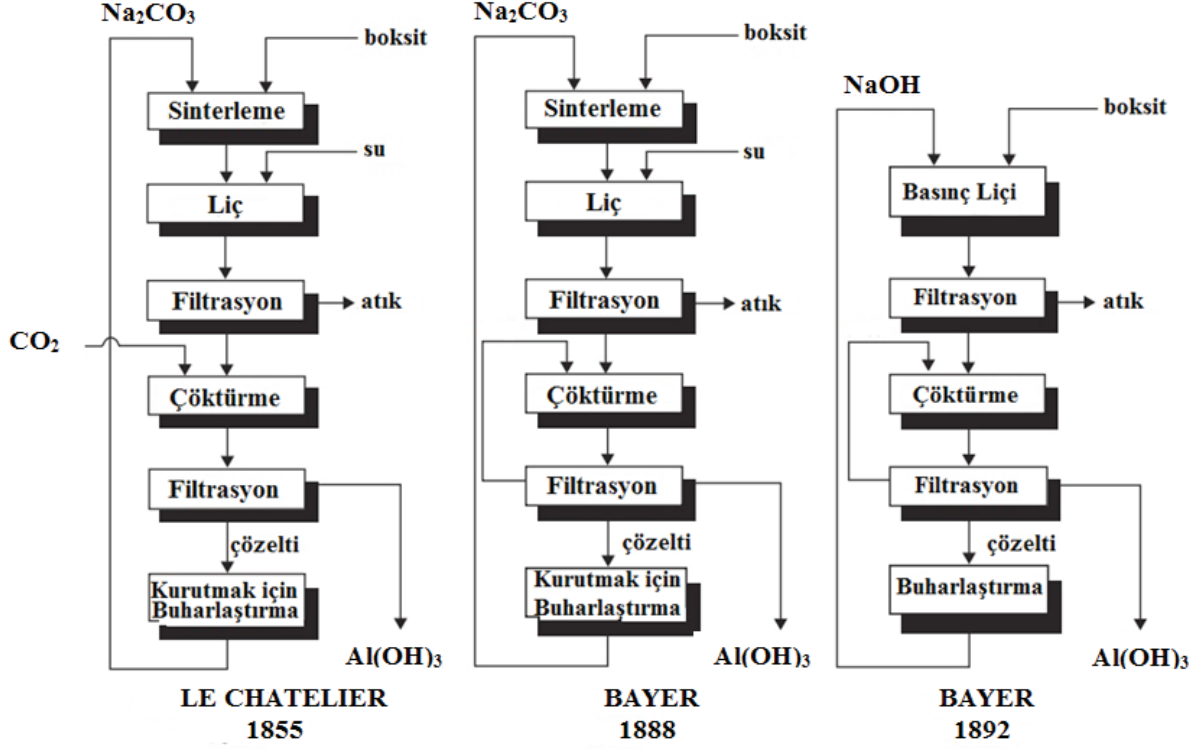 Na₂CO₃
boksit
Sinterleme
su
Liç
Filtrasyon
atık
CO₂
Çöktürme
Filtrasyon
çözelti
Kurutmak için
Buharlaştırma
Al(OH)₃
LE CHATELIER
1855
Na₂CO₃
boksit
Sinterleme
su
Liç
Filtrasyon
atık
Çöktürme
Filtrasyon
çözelti
Kurutmak için
Buharlaştırma
Al(OH)₃
BAYER
1888
NaOH
boksit
Basınç Liçi
Filtrasyon
atık
Çöktürme
Filtrasyon
çözelti
Buharlaştırma
Al(OH)₃
BAYER
1892